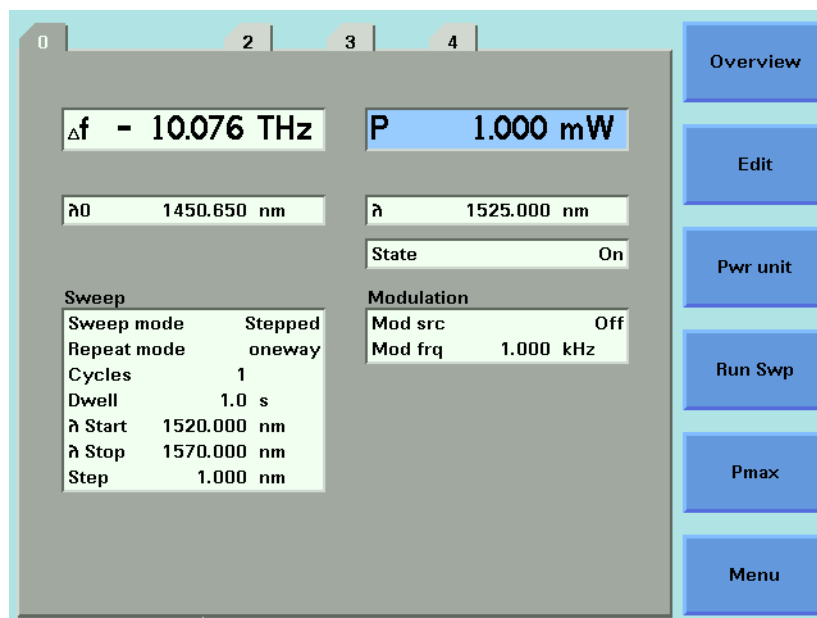 0 2 3 4
Δf - 10.076 THz
P 1.000 mW
λ0 1450.650 nm
λ 1525.000 nm
State On
Sweep
Sweep mode Stepped
Repeat mode oneway
Cycles 1
Dwell 1.0 s
λ Start 1520.000 nm
λ Stop 1570.000 nm
Step 1.000 nm
Modulation
Mod src Off
Mod frq 1.000 kHz
Overview
Edit
Pwr unit
Run Swp
Pmax
Menu